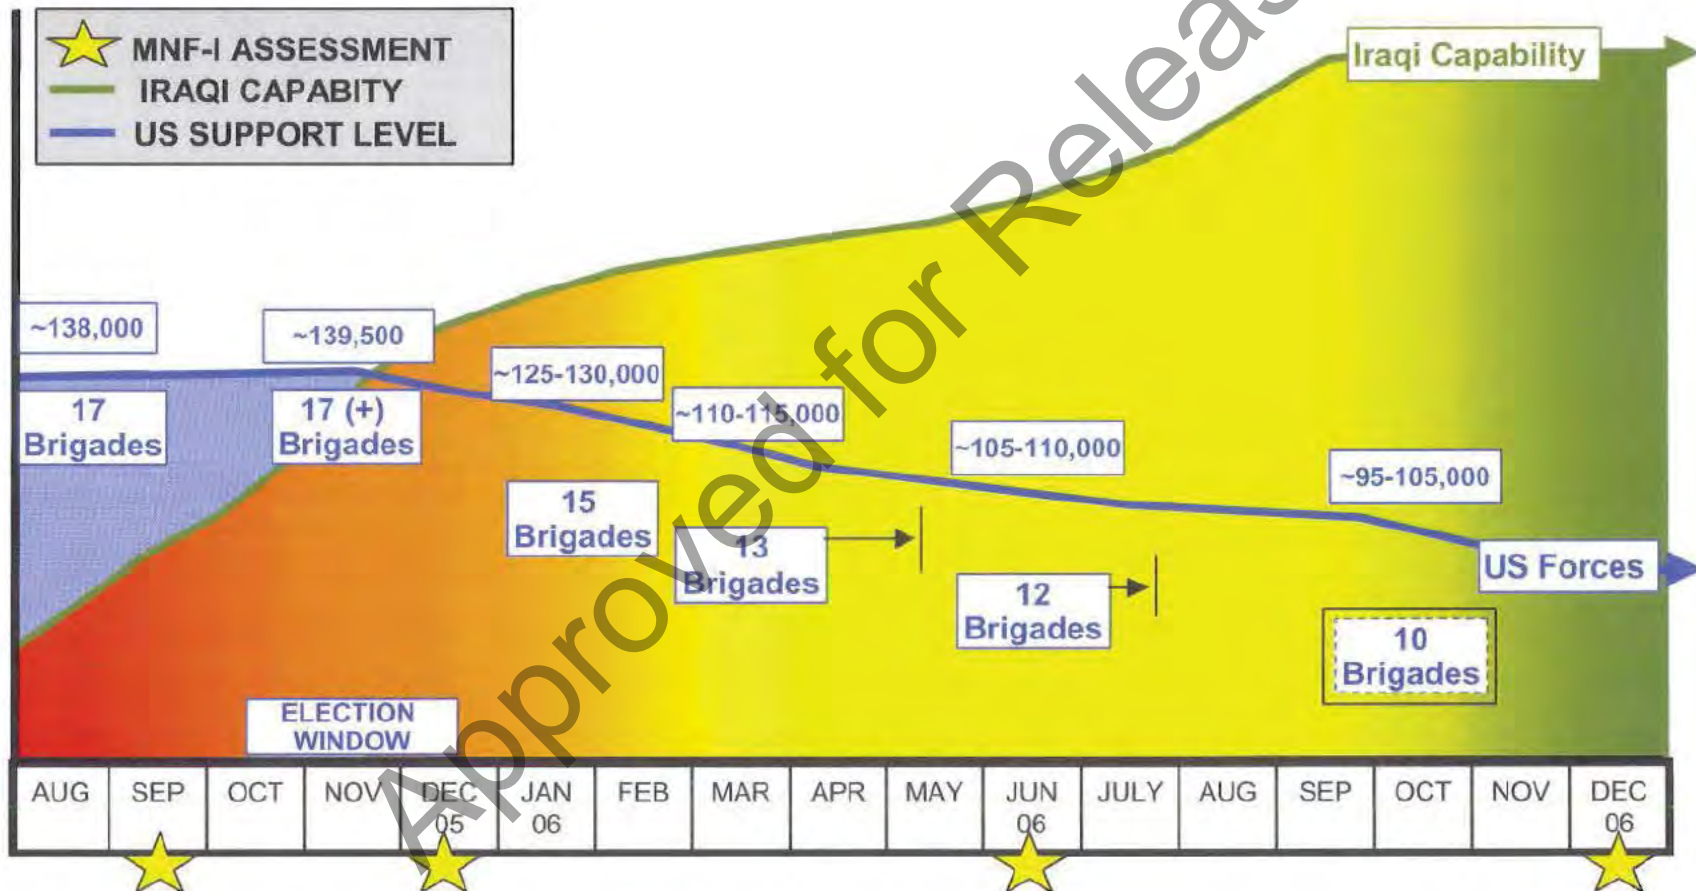 MNF-I ASSESSMENT
IRAQI CAPABITY
US SUPPORT LEVEL
Iraqi Capability
~138,000
~139,500
~125-130,000
~110-115,000
~105-110,000
~95-105,000
17
Brigades
17 (+)
Brigades
15
Brigades
13
Brigades
12
Brigades
10
Brigades
US Forces
ELECTION
WINDOW
AUG SEP OCT NOV DEC JAN FEB MAR APR MAY JUN JULY AUG SEP OCT NOV DEC
05 06 06 06
Approved for Releas